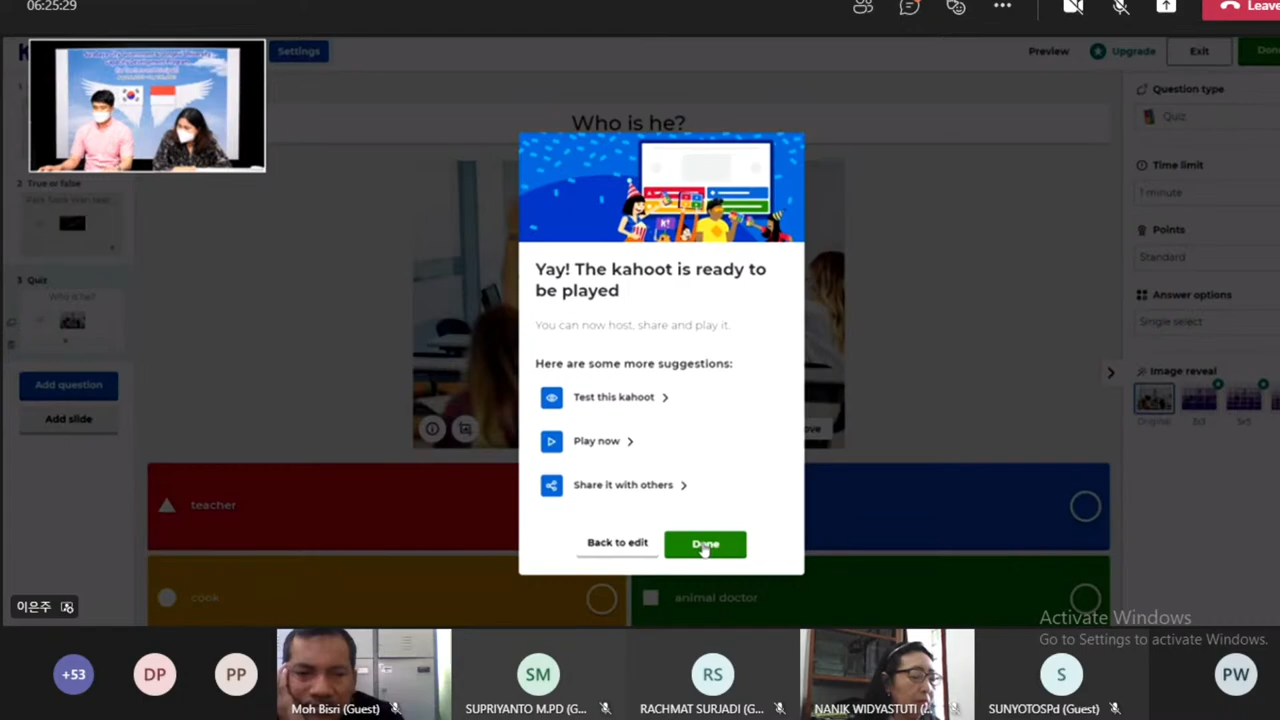 06:25:29
Leave
Settings
Preview
Upgrade
Exit
Who is he?
Question type
Quiz
Time limit
1 minute
Points
Standard
Answer options
Single select
Image reveal
Original
3x3
5x5
1
2 True or false
3 Quiz
Who is he?
Add question
Add slide
Yay! The kahoot is ready to
be played
You can now host, share and play it.
Here are some more suggestions:
Test this kahoot
Play now
Share it with others
Back to edit
Done
teacher
cook
animal doctor
이은주
Activate Windows
Go to Settings to activate Windows.
+53
DP
PP
SM
RS
S
PW
Moh Bisri (Guest)
SUPRIYANTO M.PD (G...
RACHMAT SURJADI (G...
NANIK WIDYASTUTI (...
SUNYOTOSPd (Guest)